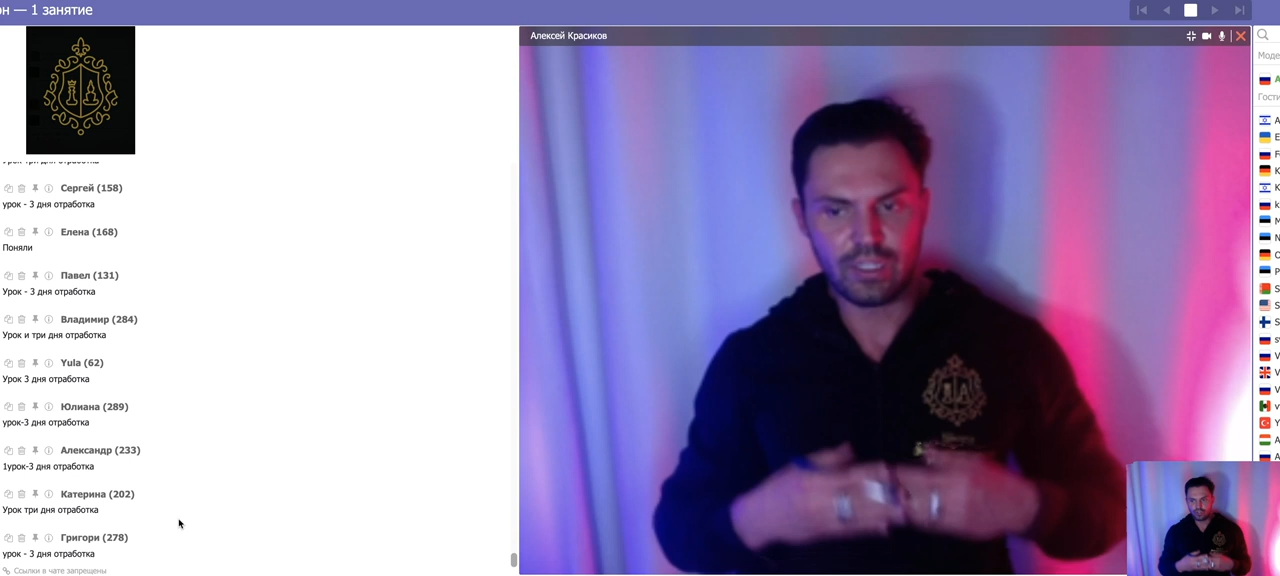 — 1 занятие
Сергей (158)
урок - 3 дня отработка
Елена (168)
Поняли
Павел (131)
Урок - 3 дня отработка
Владимир (284)
Урок и три дня отработка
Yula (62)
Урок 3 дня отработка
Юлиана (289)
урок-3 дня отработка
Александр (233)
1урок-3 дня отработка
Катерина (202)
Урок три дня отработка
Григори (278)
урок - 3 дня отработка
Ссылки в чате запрещены
Алексей Красиков